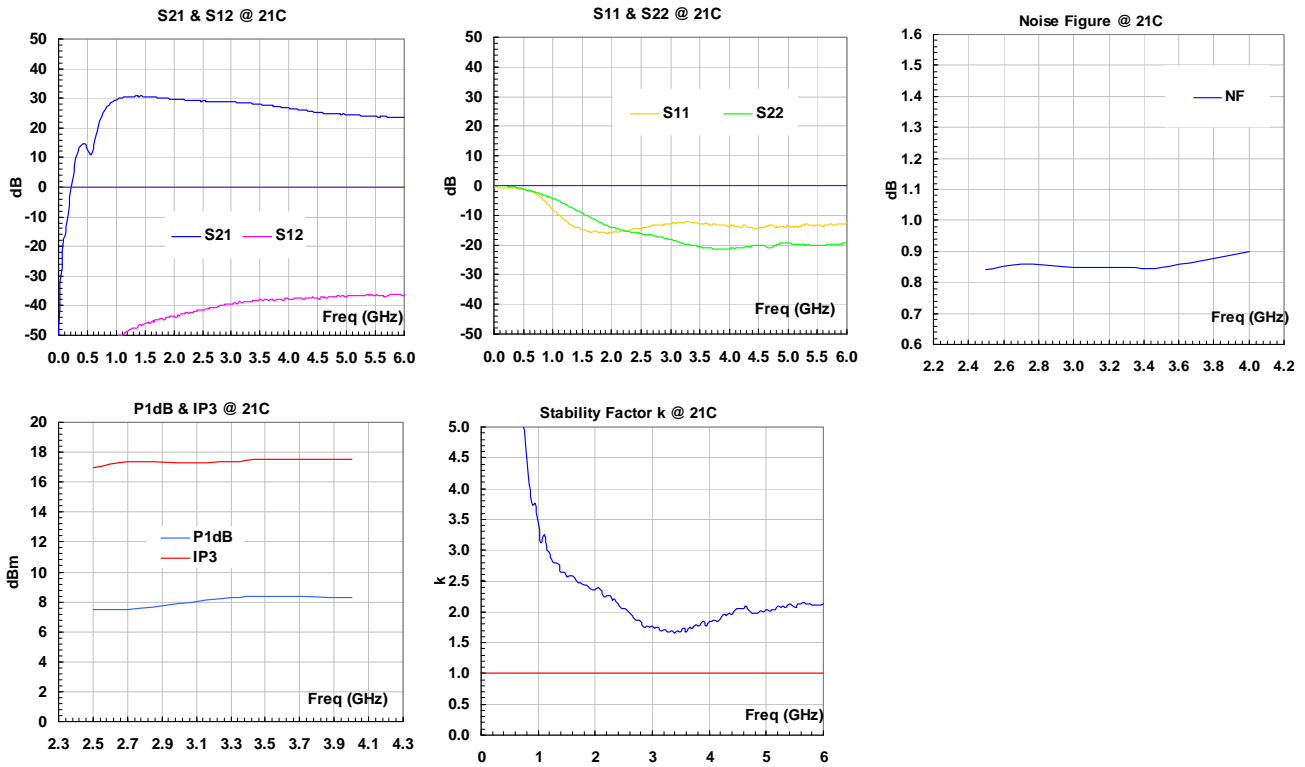 S21 & S12 @ 21C
50
40
30
20
10
0
-10
-20
-30
-40
-50
dB
S21
S12
Freq (GHz)
0.0 0.5 1.0 1.5 2.0 2.5 3.0 3.5 4.0 4.5 5.0 5.5 6.0
S11 & S22 @ 21C
50
40
30
20
10
0
-10
-20
-30
-40
-50
dB
S11
S22
Freq (GHz)
0.0 0.5 1.0 1.5 2.0 2.5 3.0 3.5 4.0 4.5 5.0 5.5 6.0
Noise Figure @ 21C
1.6
1.5
1.4
1.3
1.2
1.1
1.0
0.9
0.8
0.7
0.6
dB
NF
Freq (GHz)
2.2 2.4 2.6 2.8 3.0 3.2 3.4 3.6 3.8 4.0 4.2
P1dB & IP3 @ 21C
20
18
16
14
12
10
8
6
4
2
0
dBm
P1dB
IP3
Freq (GHz)
2.3 2.5 2.7 2.9 3.1 3.3 3.5 3.7 3.9 4.1 4.3
Stability Factor k @ 21C
5.0
4.5
4.0
3.5
3.0
2.5
2.0
1.5
1.0
0.5
0.0
k
Freq (GHz)
0 1 2 3 4 5 6